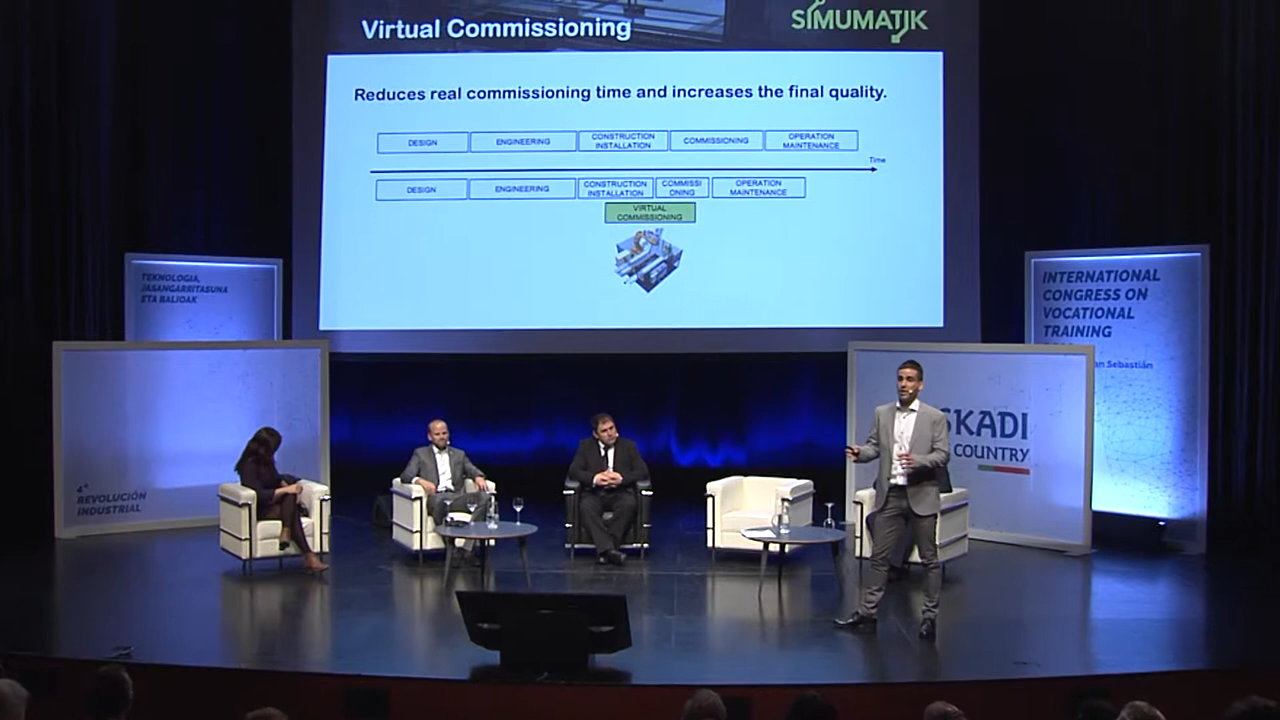 Virtual Commissioning
SIMUMATIK
Reduces real commissioning time and increases the final quality.
DESIGN
ENGINEERING
CONSTRUCTION
INSTALLATION
COMMISSIONING
OPERATION
MAINTENANCE
Time
DESIGN
ENGINEERING
CONSTRUCTION
INSTALLATION
COMMISSI
ONING
OPERATION
MAINTENANCE
VIRTUAL
COMMISSIONING
TEKNOLOGIA,
JASANGARRITASUNA
ETA BALIOAK
INTERNATIONAL
CONGRESS ON
VOCATIONAL
TRAINING
an Sebastián
SKADI
COUNTRY
4ª
REVOLUCIÓN
INDUSTRIAL